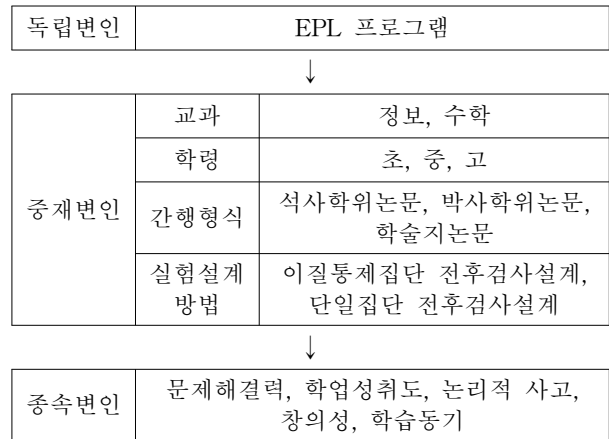 독립변인 EPL 프로그램
↓
교과 정보, 수학
학령 초, 중, 고
중재변인 간행형식 석사학위논문, 박사학위논문,
학술지논문
실험설계 이질통제집단 전후검사설계,
방법 단일집단 전후검사설계
↓
종속변인 문제해결력, 학업성취도, 논리적 사고,
창의성, 학습동기